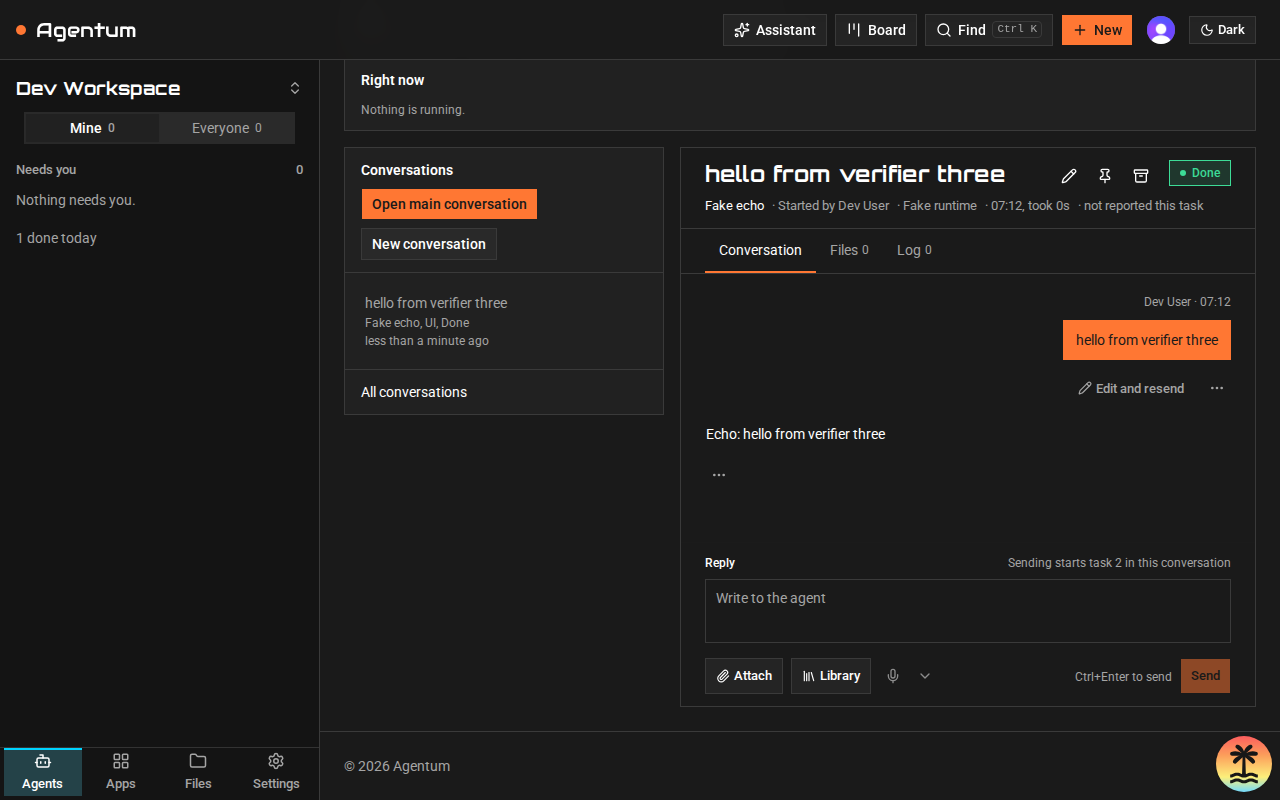 Agentum
Assistant
Board
Find Ctrl K
New
Dark
Dev Workspace
Mine 0
Everyone 0
Needs you 0
Nothing needs you.
1 done today
Agents
Apps
Files
Settings
Right now
Nothing is running.
Conversations
Open main conversation
New conversation
hello from verifier three
Fake echo, UI, Done
less than a minute ago
All conversations
hello from verifier three
Done
Fake echo · Started by Dev User · Fake runtime · 07:12, took 0s · not reported this task
Conversation
Files 0
Log 0
Dev User · 07:12
hello from verifier three
Edit and resend
Echo: hello from verifier three
Reply
Sending starts task 2 in this conversation
Write to the agent
Attach
Library
Ctrl+Enter to send
Send
© 2026 Agentum